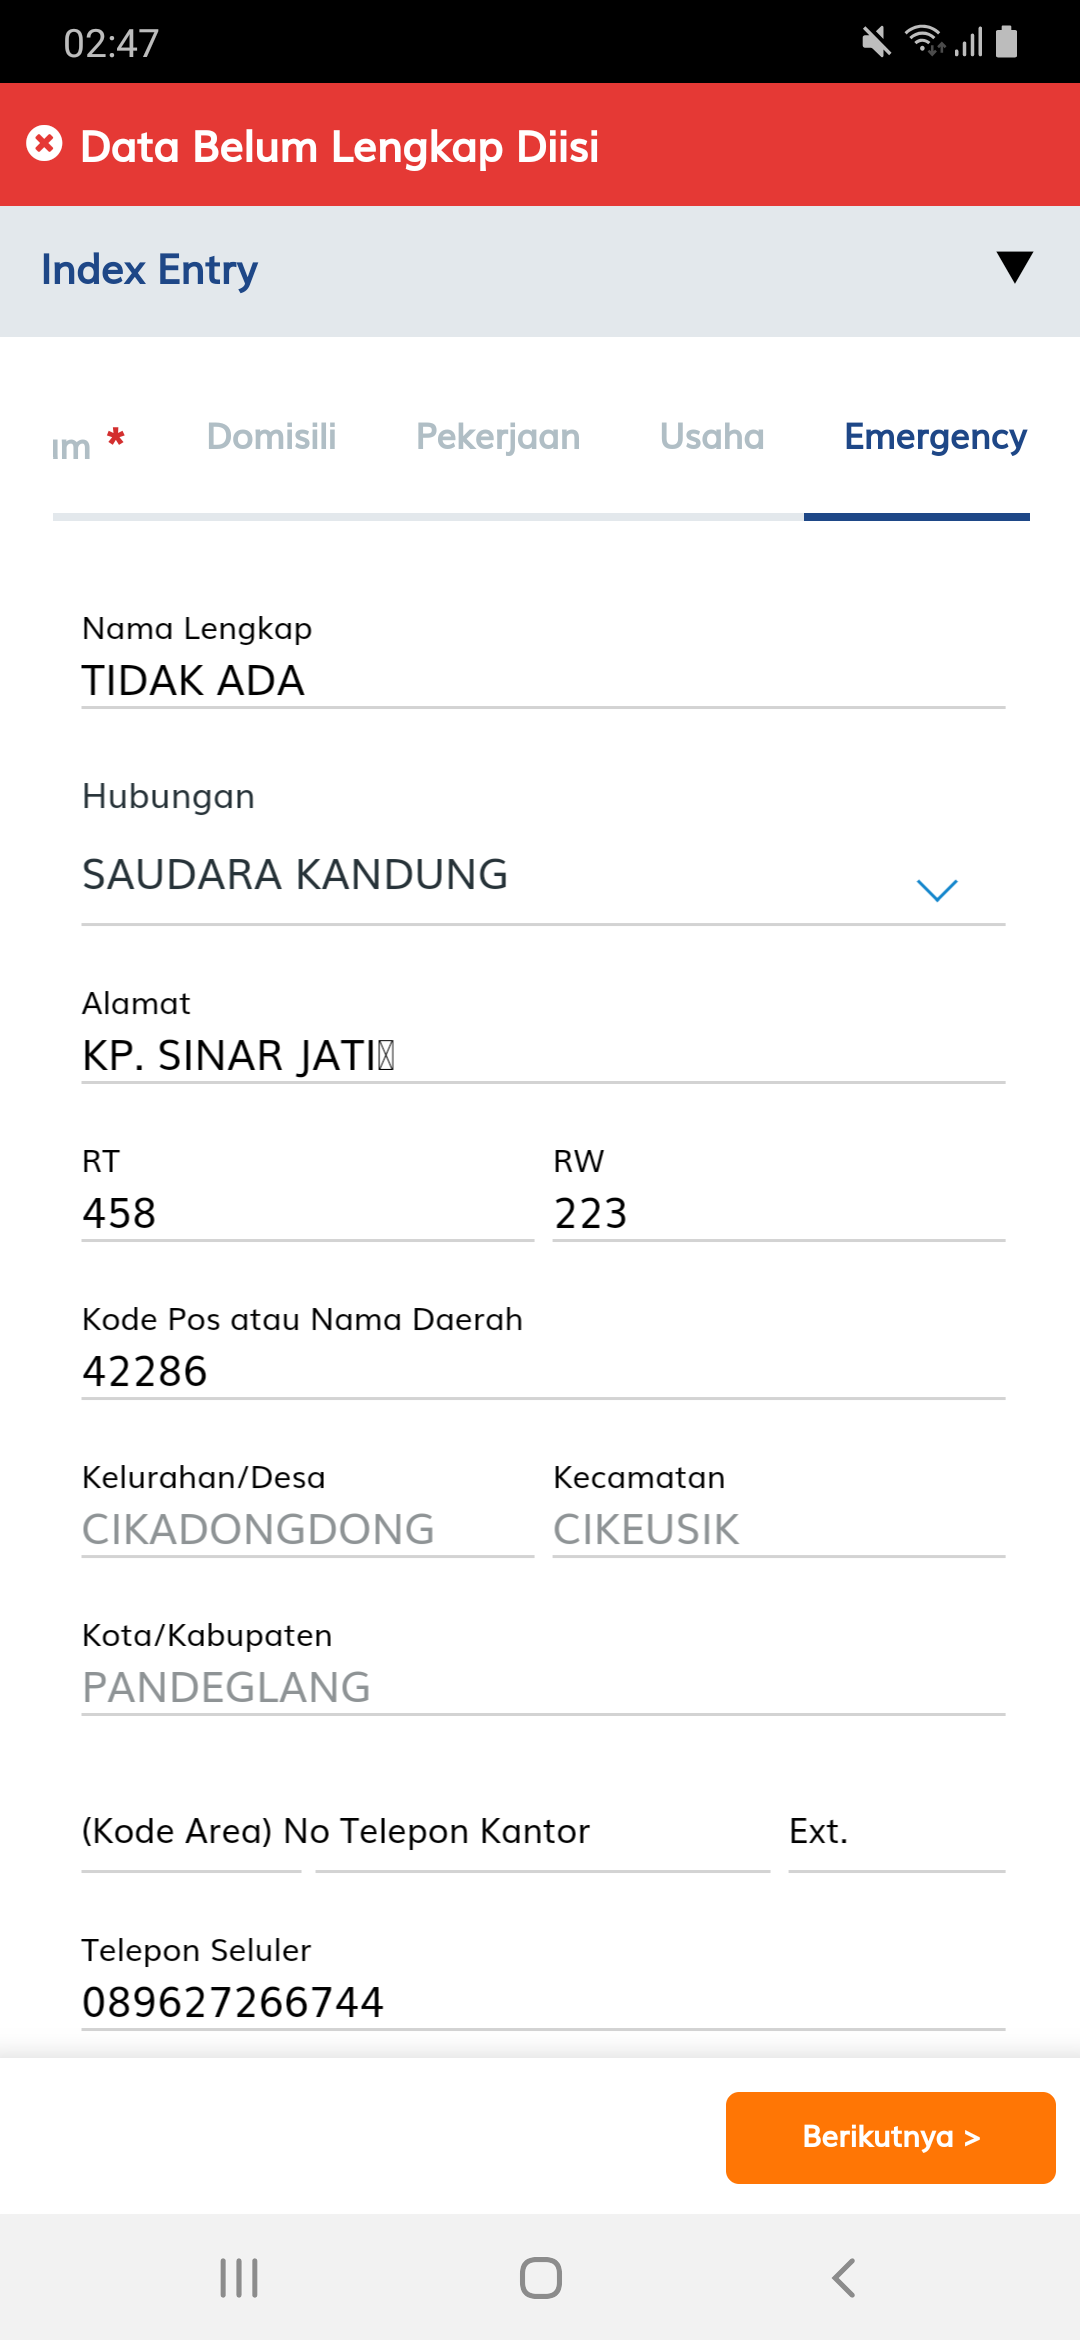 02:47
Data Belum Lengkap Diisi
Index Entry
ım * Domisili Pekerjaan Usaha Emergency
Nama Lengkap
TIDAK ADA
Hubungan
SAUDARA KANDUNG
Alamat
KP. SINAR JATI
RT RW
458 223
Kode Pos atau Nama Daerah
42286
Kelurahan/Desa Kecamatan
CIKADONGDONG CIKEUSIK
Kota/Kabupaten
PANDEGLANG
(Kode Area) No Telepon Kantor Ext.
Telepon Seluler
089627266744
Berikutnya >